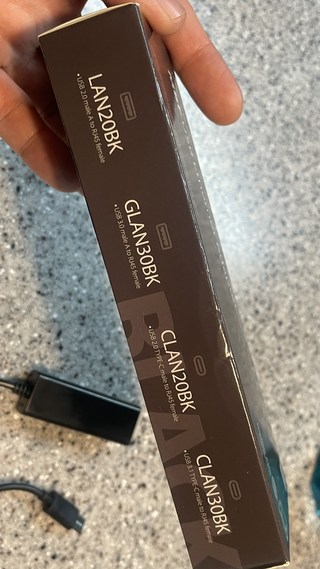 LAN20BK
• USB 2.0 male A to RJ45 female
GLAN30BK
• USB 3.0 male A to RJ45 female
CLAN20BK
• USB 2.0 TYPE-C male to RJ45 female
CLAN30BK
• USB 3.1 TYPE-C male to RJ45 female
BLACK